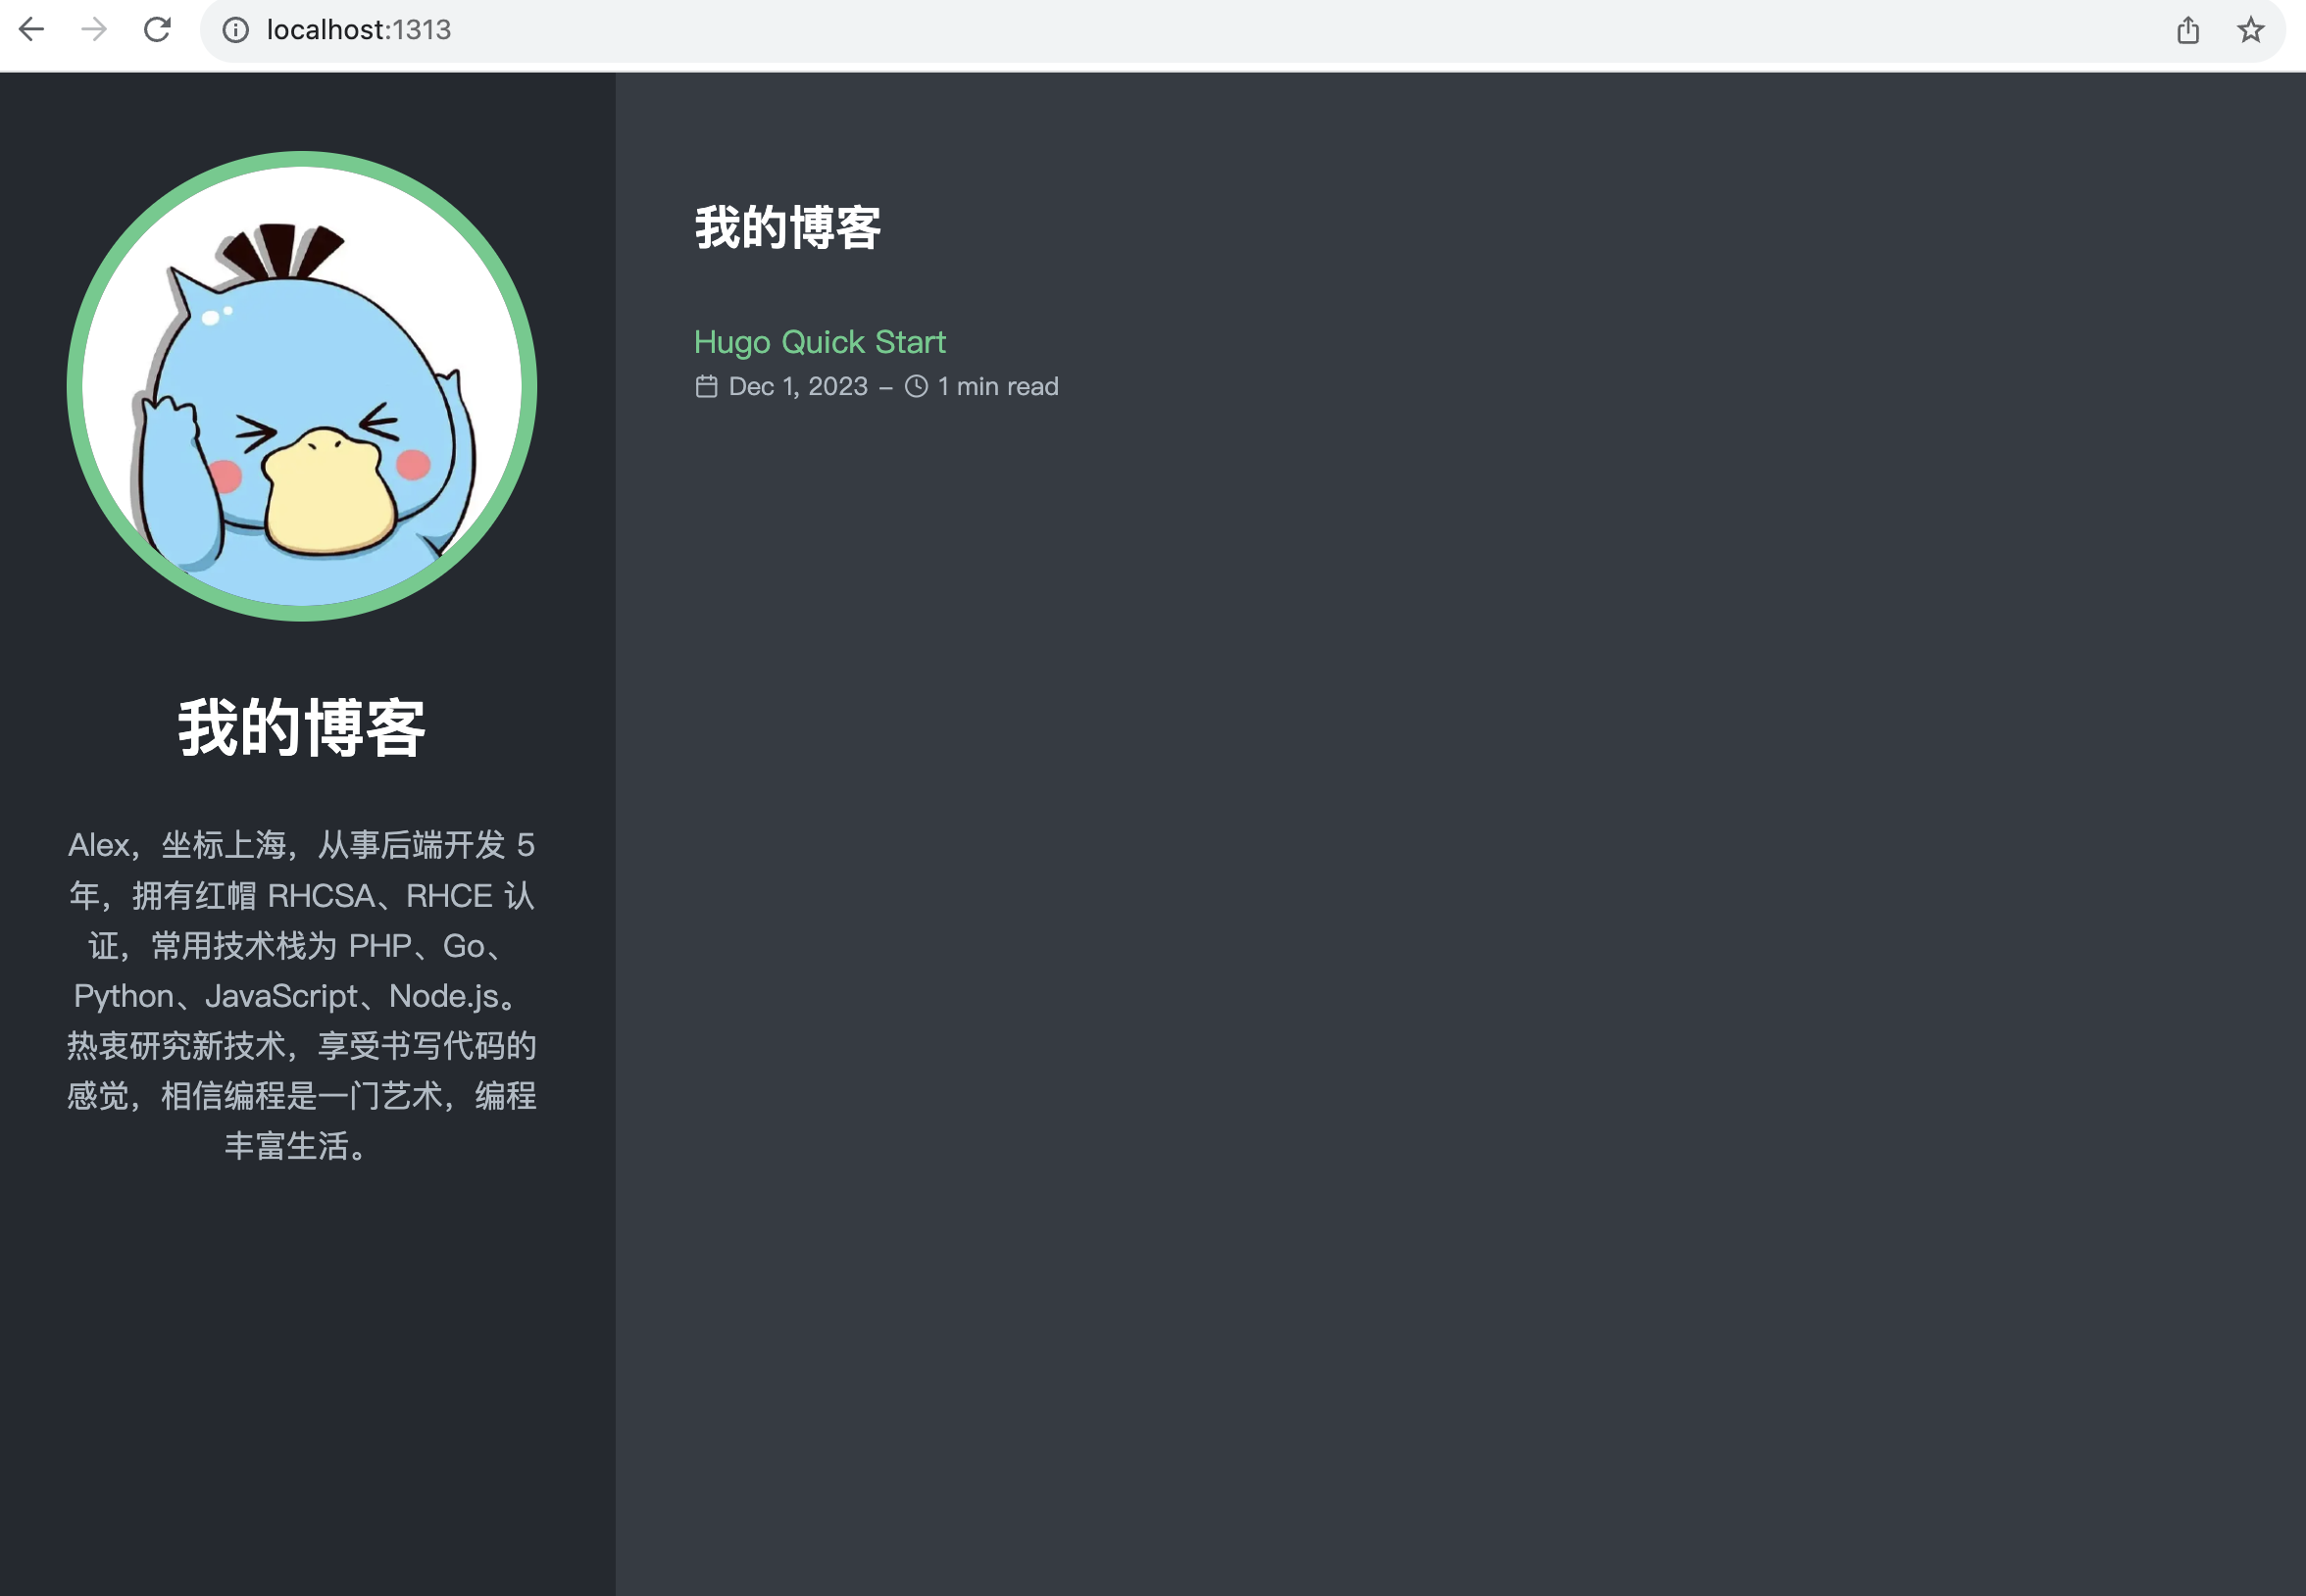 localhost:1313
我的博客
Alex，坐标上海，从事后端开发 5
年，拥有红帽 RHCSA、RHCE 认
证，常用技术栈为 PHP、Go、
Python、JavaScript、Node.js。
热衷研究新技术，享受书写代码的
感觉，相信编程是一门艺术，编程
丰富生活。
我的博客
Hugo Quick Start
Dec 1, 2023 – 1 min read